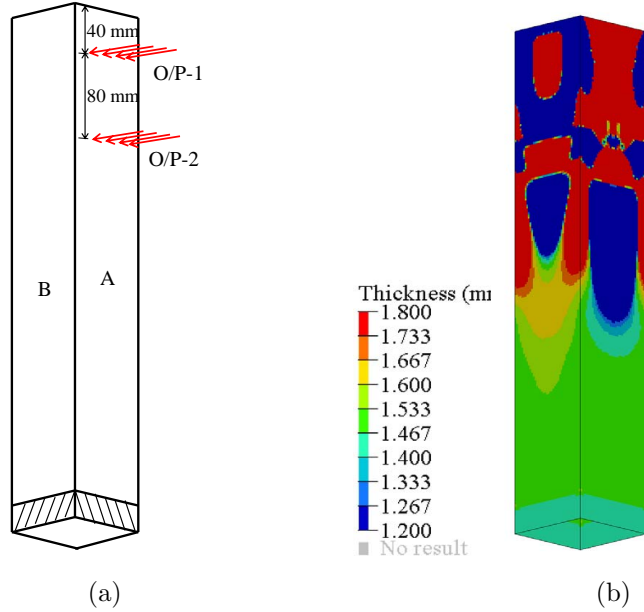 40 mm
O/P-1
80 mm
O/P-2
B
A
Thickness (mm
1.800
1.733
1.667
1.600
1.533
1.467
1.400
1.333
1.267
1.200
No result
(a)
(b)